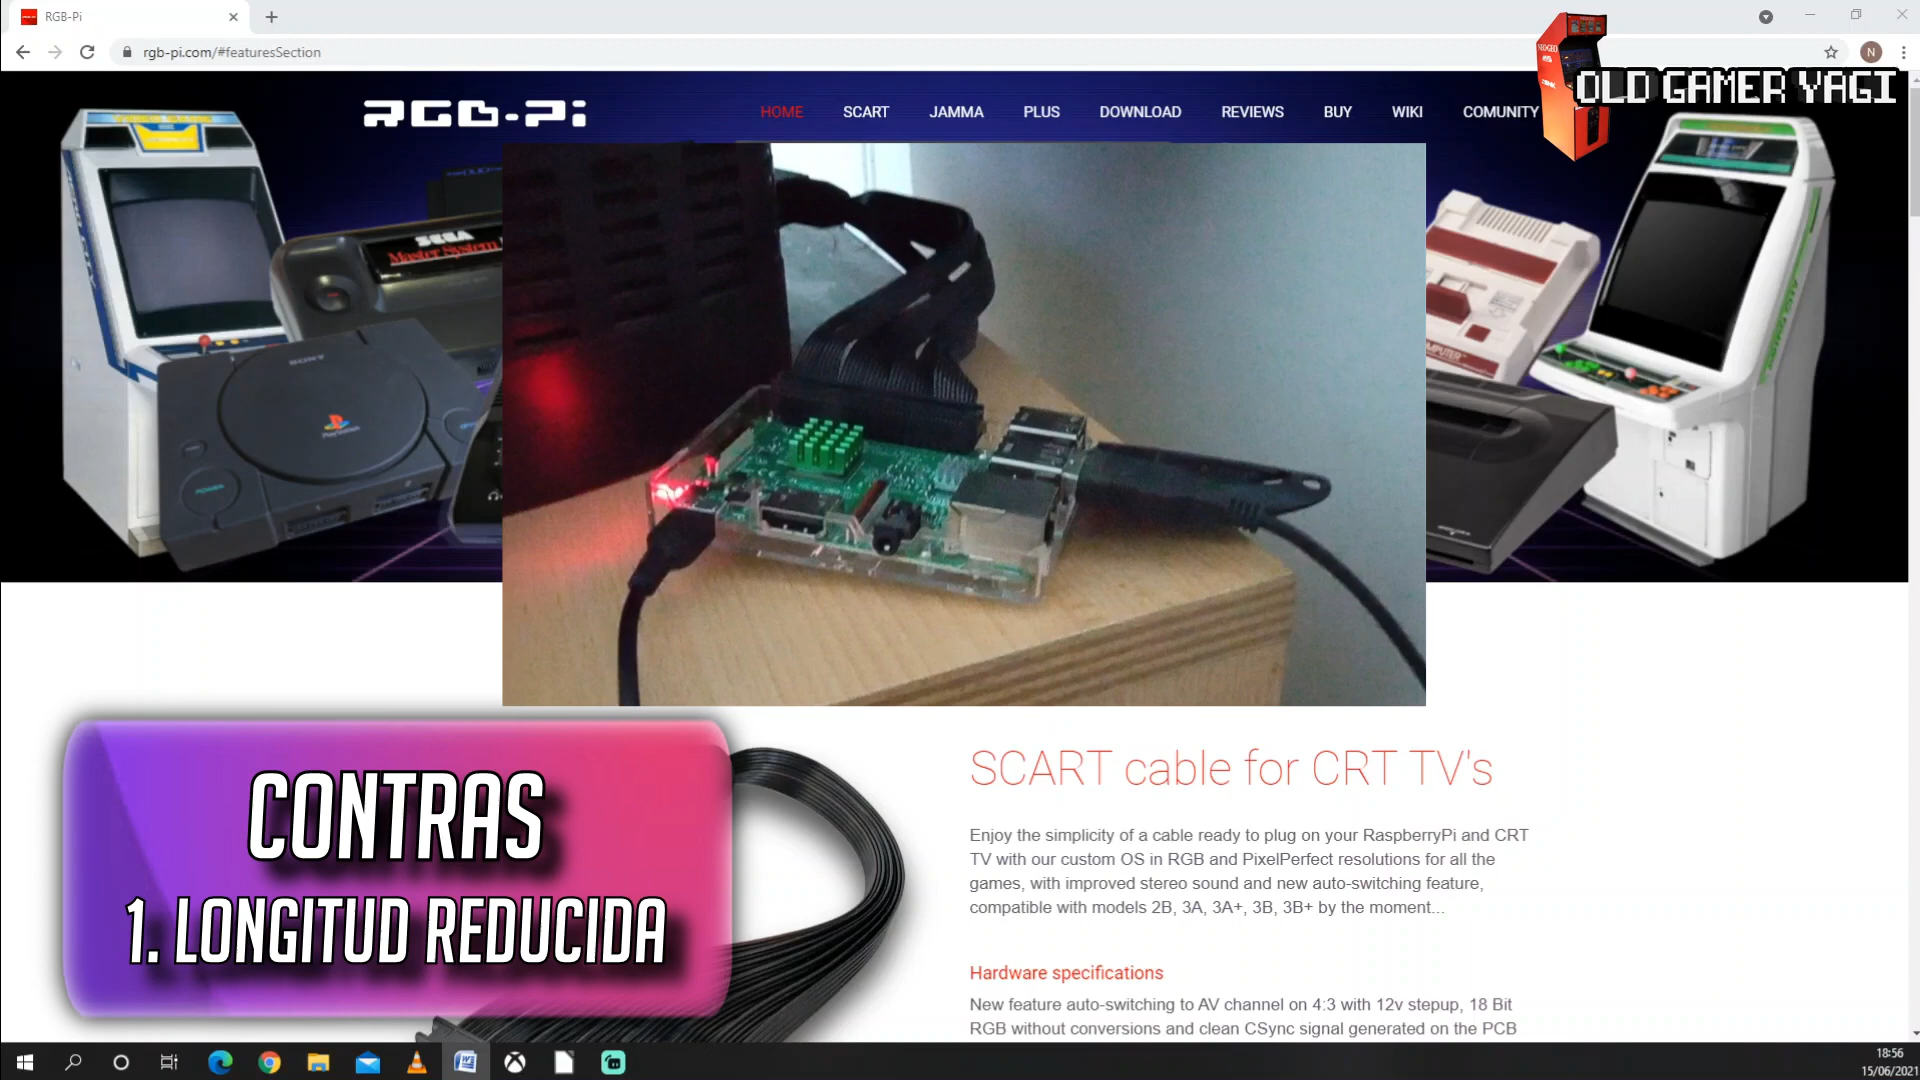 RGB-Pi
rgb-pi.com/#featuresSection
N
RGB-Pi
HOME SCART JAMMA PLUS DOWNLOAD REVIEWS BUY WIKI COMUNITY
OLD GAMER YAGI
NEOGEO
SEGA
Master System
SONY
PlayStation
POWER
CONTRAS
1. LONGITUD REDUCIDA
SCART cable for CRT TV's
Enjoy the simplicity of a cable ready to plug on your RaspberryPi and CRT
TV with our custom OS in RGB and PixelPerfect resolutions for all the
games, with improved stereo sound and new auto-switching feature,
compatible with models 2B, 3A, 3A+, 3B, 3B+ by the moment...
Hardware specifications
New feature auto-switching to AV channel on 4:3 with 12v stepup, 18 Bit
RGB without conversions and clean CSync signal generated on the PCB
18:56
15/06/2021